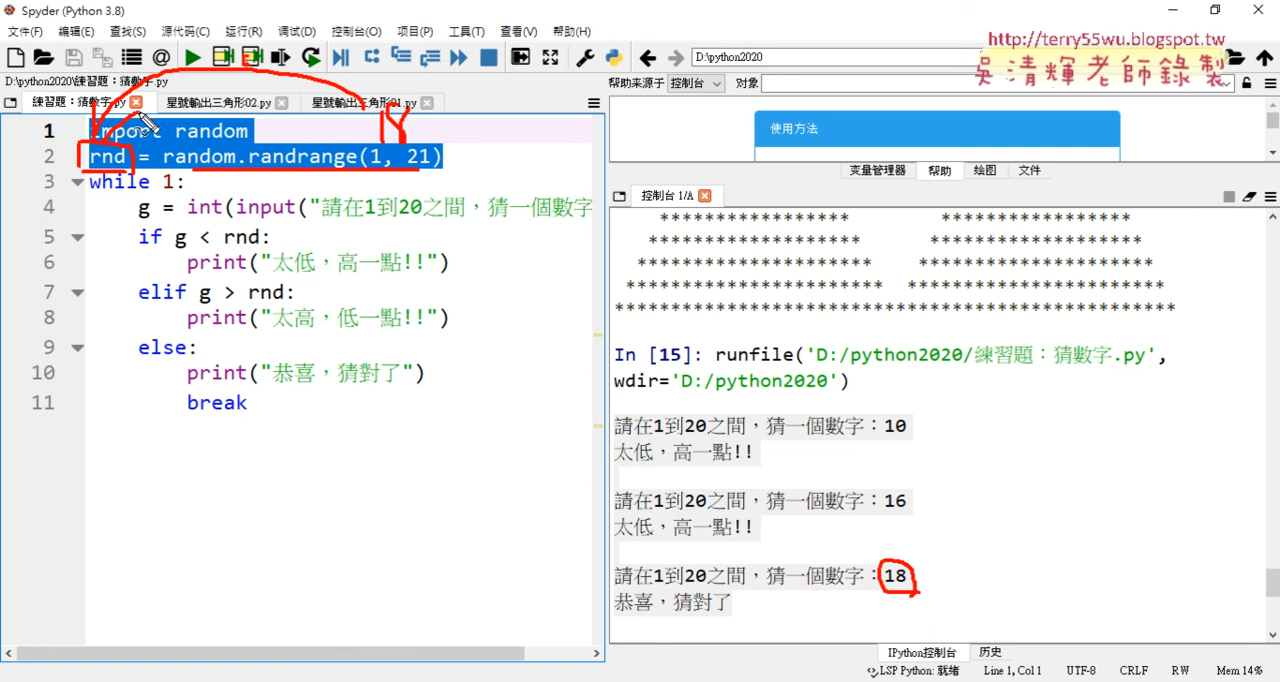 Spyder (Python 3.8)
文件(F) 编辑(E) 查找(S) 源代码(C) 运行(R) 调试(D) 控制台(O) 项目(P) 工具(T) 查看(V) 帮助(H)
D:\python2020
http://terry55wu.blogspot.tw
吳清輝老師錄製
D:\python2020\練習題：猜數字.py
帮助来源于 控制台 对象
練習題：猜數字.py 星號輸出三角形02.py 星號輸出三角形01.py
使用方法
变量管理器 帮助 绘图 文件
18
1 import random
2 rnd = random.randrange(1, 21)
3 while 1:
4 g = int(input("請在1到20之間，猜一個數字
5 if g < rnd:
6 print("太低，高一點!!")
7 elif g > rnd:
8 print("太高，低一點!!")
9 else:
10 print("恭喜，猜對了")
11 break
控制台 1/A
***************** *****************
******************* *******************
********************* *********************
*********************** ***********************
**************************************************
In [15]: runfile('D:/python2020/練習題：猜數字.py',
wdir='D:/python2020')
請在1到20之間，猜一個數字：10
太低，高一點!!
請在1到20之間，猜一個數字：16
太低，高一點!!
請在1到20之間，猜一個數字：18
恭喜，猜對了
IPython控制台 历史
LSP Python: 就绪 Line 1, Col 1 UTF-8 CRLF RW Mem 14%